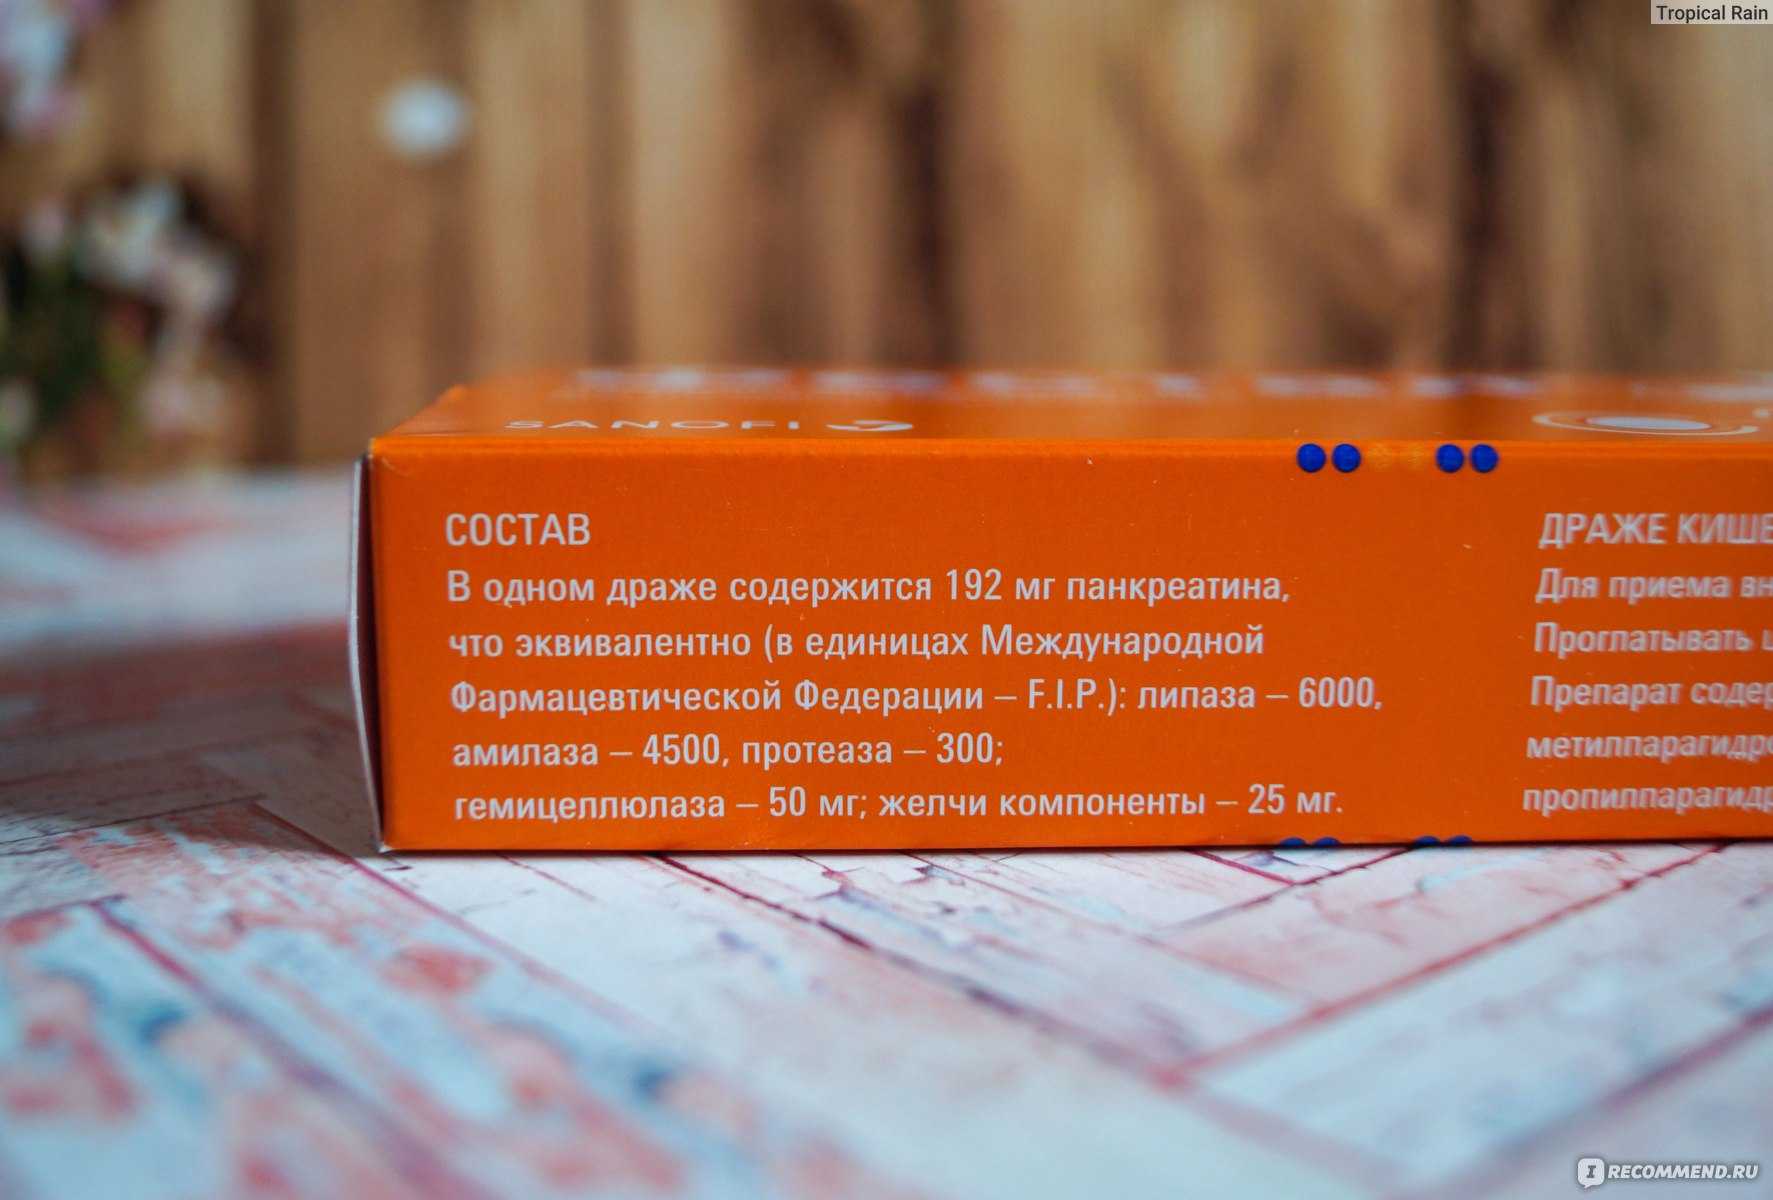 Tropical Rain
SANOFI
СОСТАВ
В одном драже содержится 192 мг панкреатина,
что эквивалентно (в единицах Международной
Фармацевтической Федерации – F.I.P.): липаза – 6000,
амилаза – 4500, протеаза – 300;
гемицеллюлаза – 50 мг; желчи компоненты – 25 мг.
ДРАЖЕ КИШЕ
Для приема вн
Проглатывать
Препарат содер
метилпарагидро
пропилпарагидр
IRECOMMEND.RU